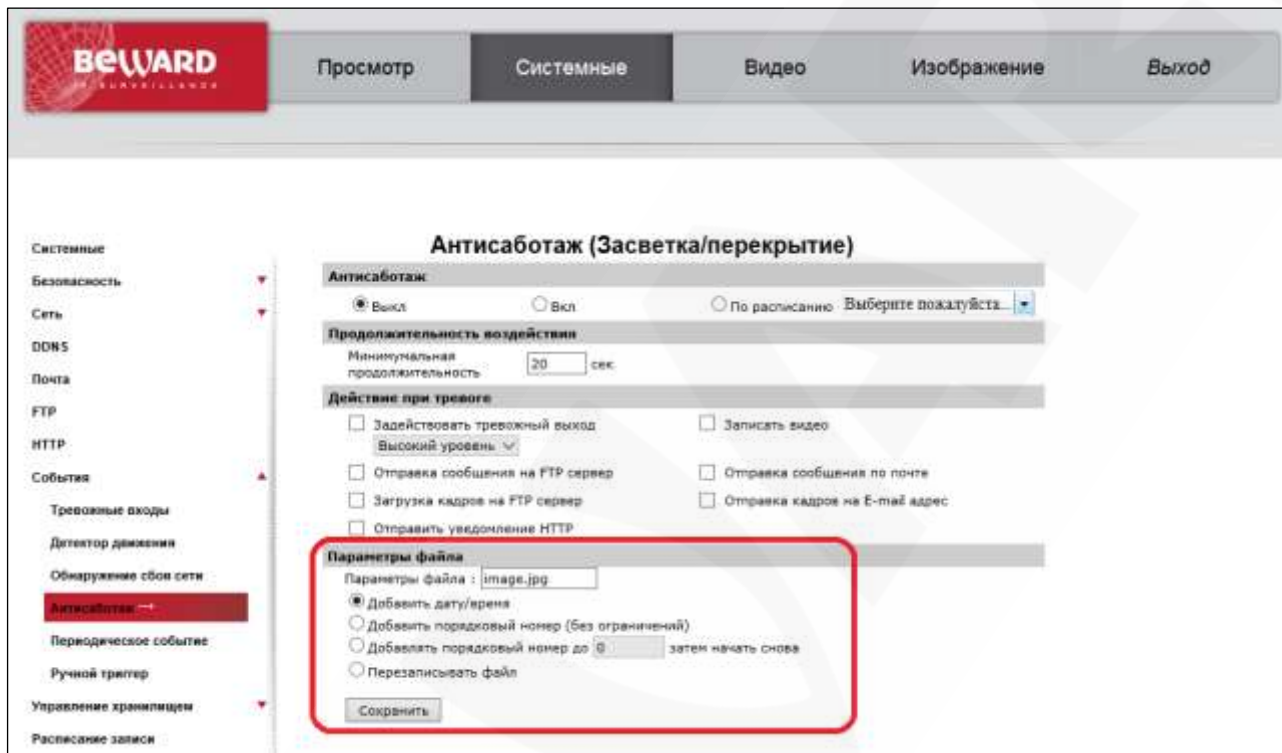 BEWARD
IP SURVEILLANCE
Просмотр
Системные
Видео
Изображение
Выход
Системные
Безопасность
Сеть
DDNS
Почта
FTP
HTTP
События
Тревожные входы
Детектор движения
Обнаружение сбоя сети
Антисаботаж
Периодическое событие
Ручной триггер
Управление хранилищем
Расписание записи
Антисаботаж (Засветка/перекрытие)
Антисаботаж
Выкл
Вкл
По расписанию Выберите пожалуйста...
Продолжительность воздействия
Минимумальная
продолжительность
20 сек
Действие при тревоге
Задействовать тревожный выход
Записать видео
Высокий уровень
Отправка сообщения на FTP сервер
Отправка сообщения по почте
Загрузка кадров на FTP сервер
Отправка кадров на E-mail адрес
Отправить уведомление HTTP
Параметры файла
Параметры файла : image.jpg
Добавить дату/время
Добавить порядковый номер (без ограничений)
Добавлять порядковый номер до 0 затем начать снова
Перезаписывать файл
Сохранить